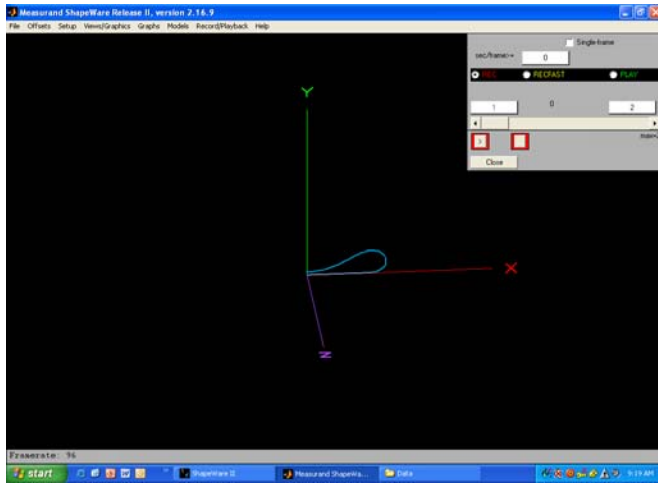 Measurand ShapeWare Release II, version 2.16.9
File Offsets Setup Views/Graphics Graphs Models Record/Playback Help
Single-frame
sec/frame>+ 0
REC RECFAST PLAY
1 0 2
Close
Y
X
Z
Framerate: 96
start ShapeWare II Measurand ShapeWa... Data 9:19 AM